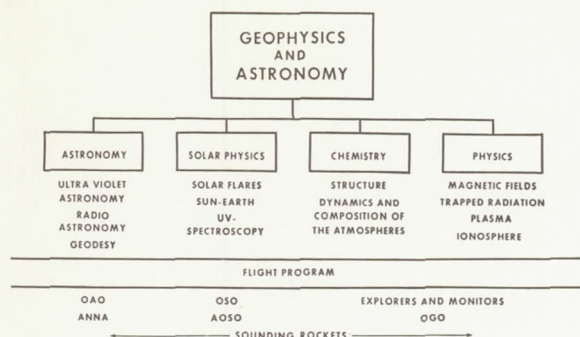 GEOPHYSICS
AND
ASTRONOMY
ASTRONOMY
ULTRA VIOLET
ASTRONOMY
RADIO
ASTRONOMY
GEODESY
SOLAR PHYSICS
SOLAR FLARES
SUN-EARTH
UV-
SPECTROSCOPY
CHEMISTRY
STRUCTURE
DYNAMICS AND
COMPOSITION OF
THE ATMOSPHERES
PHYSICS
MAGNETIC FIELDS
TRAPPED RADIATION
PLASMA
IONOSPHERE
FLIGHT PROGRAM
OAO
ANNA
OSO
AOSO
EXPLORERS AND MONITORS
OGO
SOUNDING ROCKETS